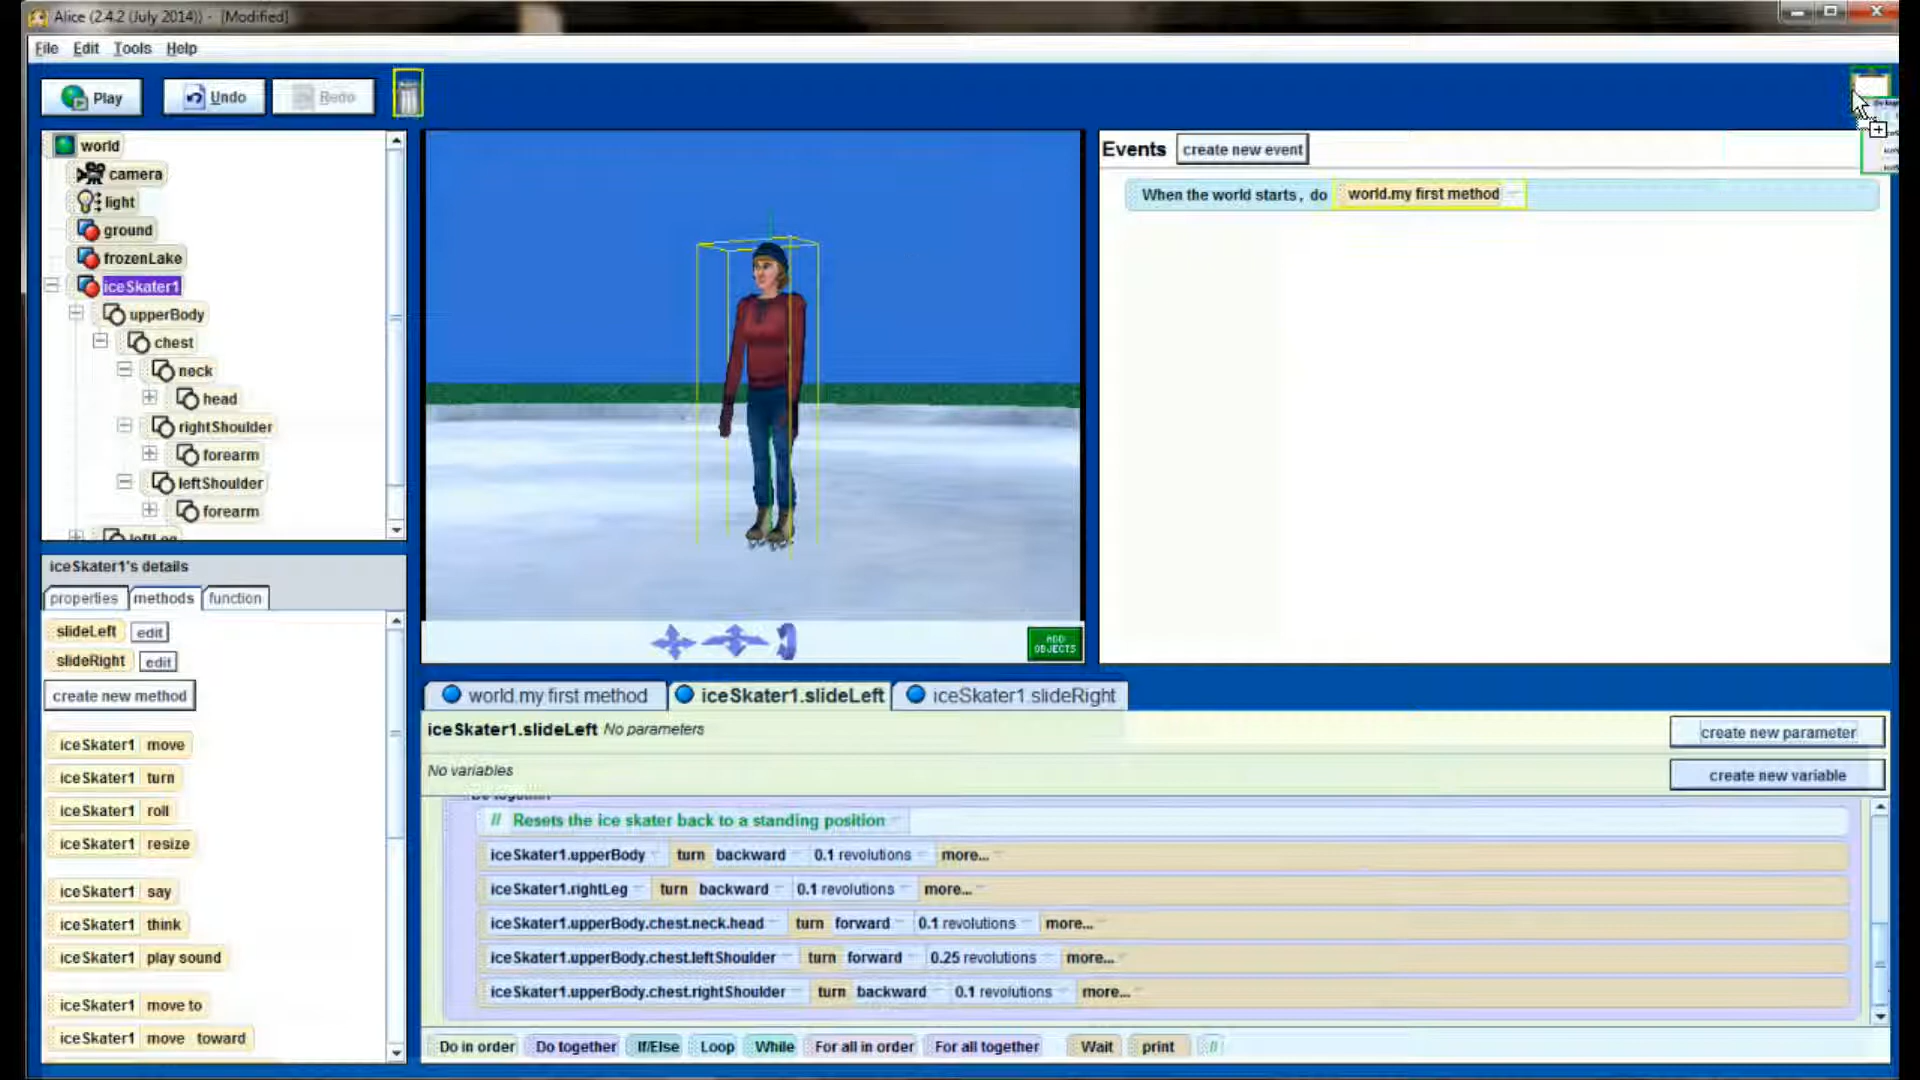 Alice (2.4.2 (July 2014)) - [Modified]
File Edit Tools Help
Play Undo Redo
world
camera
light
ground
frozenLake
iceSkater1
upperBody
chest
neck
head
rightShoulder
forearm
leftShoulder
forearm
leftLeg
Events create new event
When the world starts, do world.my first method
ADD
OBJECTS
iceSkater1's details
properties methods function
slideLeft edit
slideRight edit
create new method
iceSkater1 move
iceSkater1 turn
iceSkater1 roll
iceSkater1 resize
iceSkater1 say
iceSkater1 think
iceSkater1 play sound
iceSkater1 move to
iceSkater1 move toward
world.my first method iceSkater1.slideLeft iceSkater1.slideRight
iceSkater1.slideLeft No parameters
create new parameter
No variables
create new variable
Do together
// Resets the ice skater back to a standing position
iceSkater1.upperBody turn backward 0.1 revolutions more...
iceSkater1.rightLeg turn backward 0.1 revolutions more...
iceSkater1.upperBody.chest.neck.head turn forward 0.1 revolutions more...
iceSkater1.upperBody.chest.leftShoulder turn forward 0.25 revolutions more...
iceSkater1.upperBody.chest.rightShoulder turn backward 0.1 revolutions more...
Do in order Do together If/Else Loop While For all in order For all together Wait print //